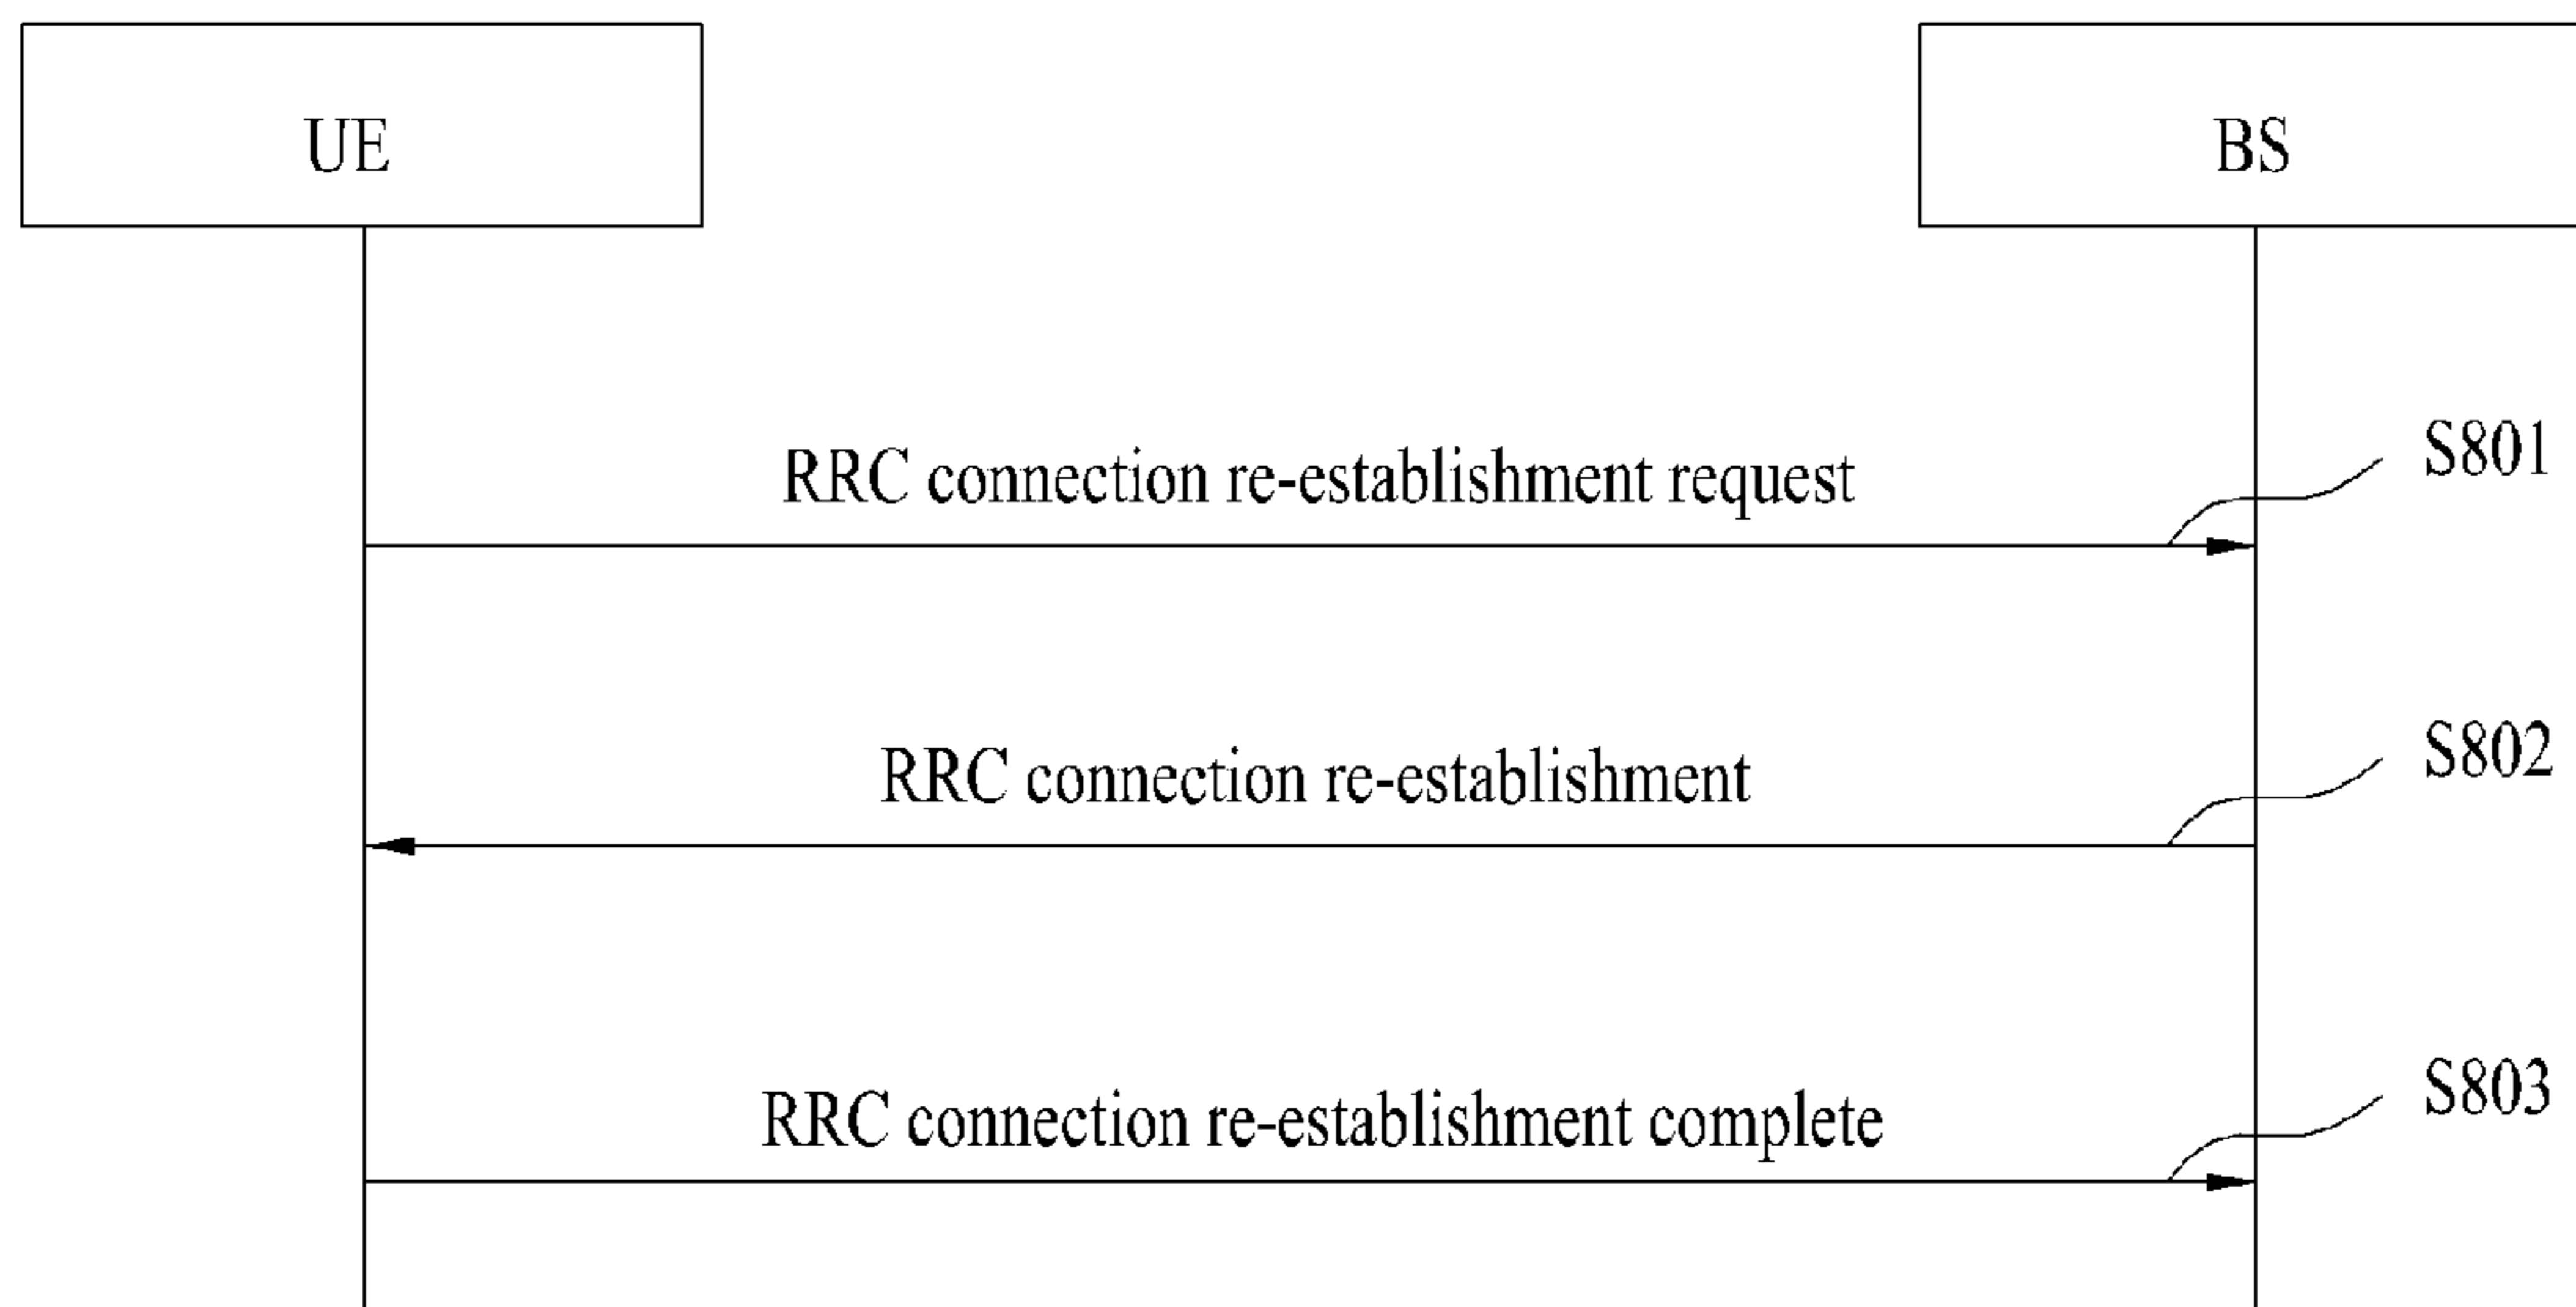 UE
BS
RRC connection re-establishment request
S801
RRC connection re-establishment
S802
RRC connection re-establishment complete
S803